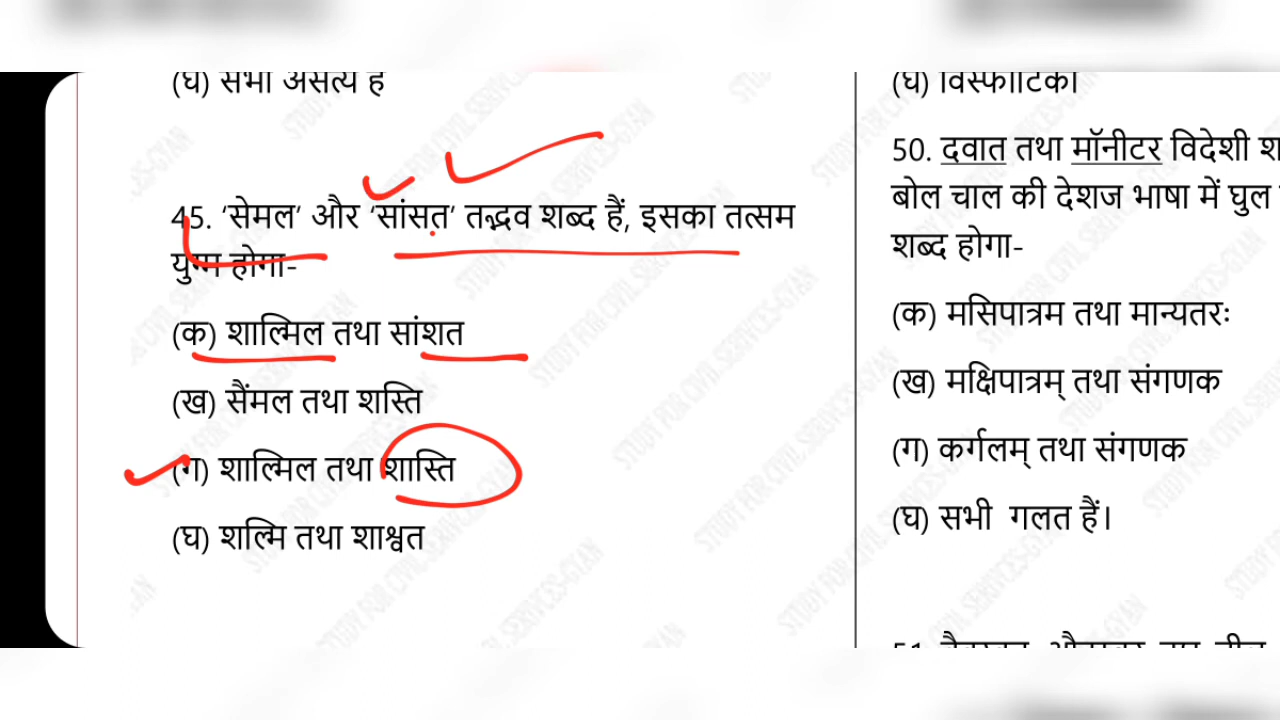 (घ) सभी असत्य हैं
45. ‘सेमल’ और ‘सांसत’ तद्भव शब्द हैं, इसका तत्सम
युग्म होगा-
(क) शाल्मिल तथा सांशत
(ख) सैंमल तथा शस्ति
(ग) शाल्मिल तथा शास्ति
(घ) शल्मि तथा शाश्वत
(घ) विस्फोटिका
50. दवात तथा मॉनीटर विदेशी
बोल चाल की देशज भाषा में घुल
शब्द होगा-
(क) मसिपात्रम तथा मान्यतरः
(ख) मक्षिपात्रम् तथा संगणक
(ग) कर्गलम् तथा संगणक
(घ) सभी गलत हैं।